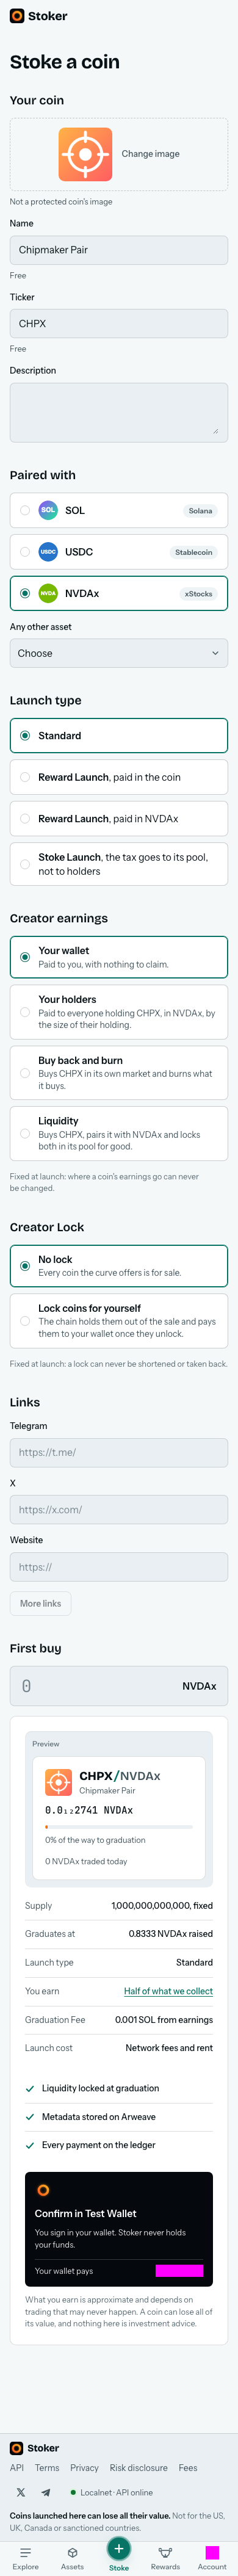 Stoker
Stoke a coin
Your coin
Change image
Not a protected coin's image
Name
Chipmaker Pair
Free
Ticker
CHPX
Free
Description
Paired with
SOL
SOL
Solana
USDC
USDC
Stablecoin
NVDA
NVDAx
xStocks
Any other asset
Choose
Launch type
Standard
Reward Launch, paid in the coin
Reward Launch, paid in NVDAx
Stoke Launch, the tax goes to its pool,
not to holders
Creator earnings
Your wallet
Paid to you, with nothing to claim.
Your holders
Paid to everyone holding CHPX, in NVDAx, by
the size of their holding.
Buy back and burn
Buys CHPX in its own market and burns what
it buys.
Liquidity
Buys CHPX, pairs it with NVDAx and locks
both in its pool for good.
Fixed at launch: where a coin's earnings go can never
be changed.
Creator Lock
No lock
Every coin the curve offers is for sale.
Lock coins for yourself
The chain holds them out of the sale and pays
them to your wallet once they unlock.
Fixed at launch: a lock can never be shortened or taken back.
Links
Telegram
https://t.me/
X
https://x.com/
Website
https://
More links
First buy
0
NVDAx
Preview
CHPX/NVDAx
Chipmaker Pair
0.0₁₂2741 NVDAx
0% of the way to graduation
0 NVDAx traded today
Supply 1,000,000,000,000, fixed
Graduates at 0.8333 NVDAx raised
Launch type Standard
You earn Half of what we collect
Graduation Fee 0.001 SOL from earnings
Launch cost Network fees and rent
Liquidity locked at graduation
Metadata stored on Arweave
Every payment on the ledger
Confirm in Test Wallet
You sign in your wallet. Stoker never holds
your funds.
Your wallet pays
What you earn is approximate and depends on
trading that may never happen. A coin can lose all of
its value, and nothing here is investment advice.
Stoker
API Terms Privacy Risk disclosure Fees
Localnet · API online
Coins launched here can lose all their value. Not for the US,
UK, Canada or sanctioned countries.
Explore Assets Stoke Rewards Account